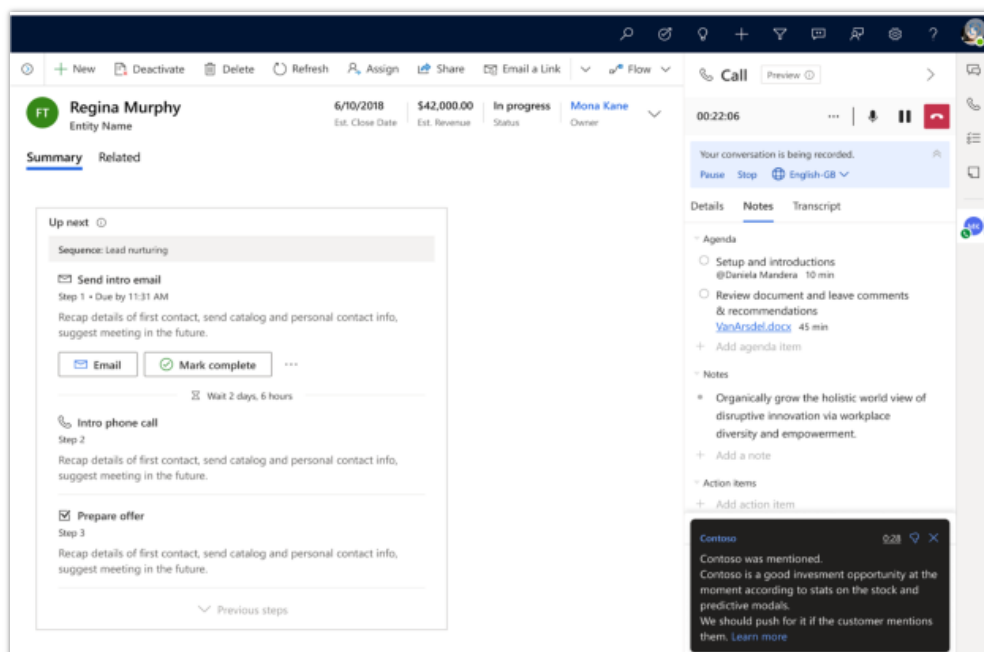 New Deactivate Delete Refresh Assign Share Email a Link Flow
FT
Regina Murphy
Entity Name
6/10/2018
Est. Close Date
$42,000.00
Est. Revenue
In progress
Status
Mona Kane
Owner
Summary Related
Up next
Sequence: Lead nurturing
Send intro email
Step 1 • Due by 11:31 AM
Recap details of first contact, send catalog and personal contact info,
suggest meeting in the future.
Email Mark complete
Wait 2 days, 6 hours
Intro phone call
Step 2
Recap details of first contact, send catalog and personal contact info,
suggest meeting in the future.
Prepare offer
Step 3
Recap details of first contact, send catalog and personal contact info,
suggest meeting in the future.
Previous steps
Call Preview
00:22:06
Your conversation is being recorded.
Pause Stop English-GB
Details Notes Transcript
Agenda
Setup and introductions
@Daniela Mandera 10 min
Review document and leave comments
& recommendations
VanArsdel.docx 45 min
Add agenda item
Notes
Organically grow the holistic world view of
disruptive innovation via workplace
diversity and empowerment.
Add a note
Action items
Add action item
Contoso 0:28
Contoso was mentioned.
Contoso is a good invesment opportunity at the
moment according to stats on the stock and
predictive modals.
We should push for it if the customer mentions
them. Learn more
MK